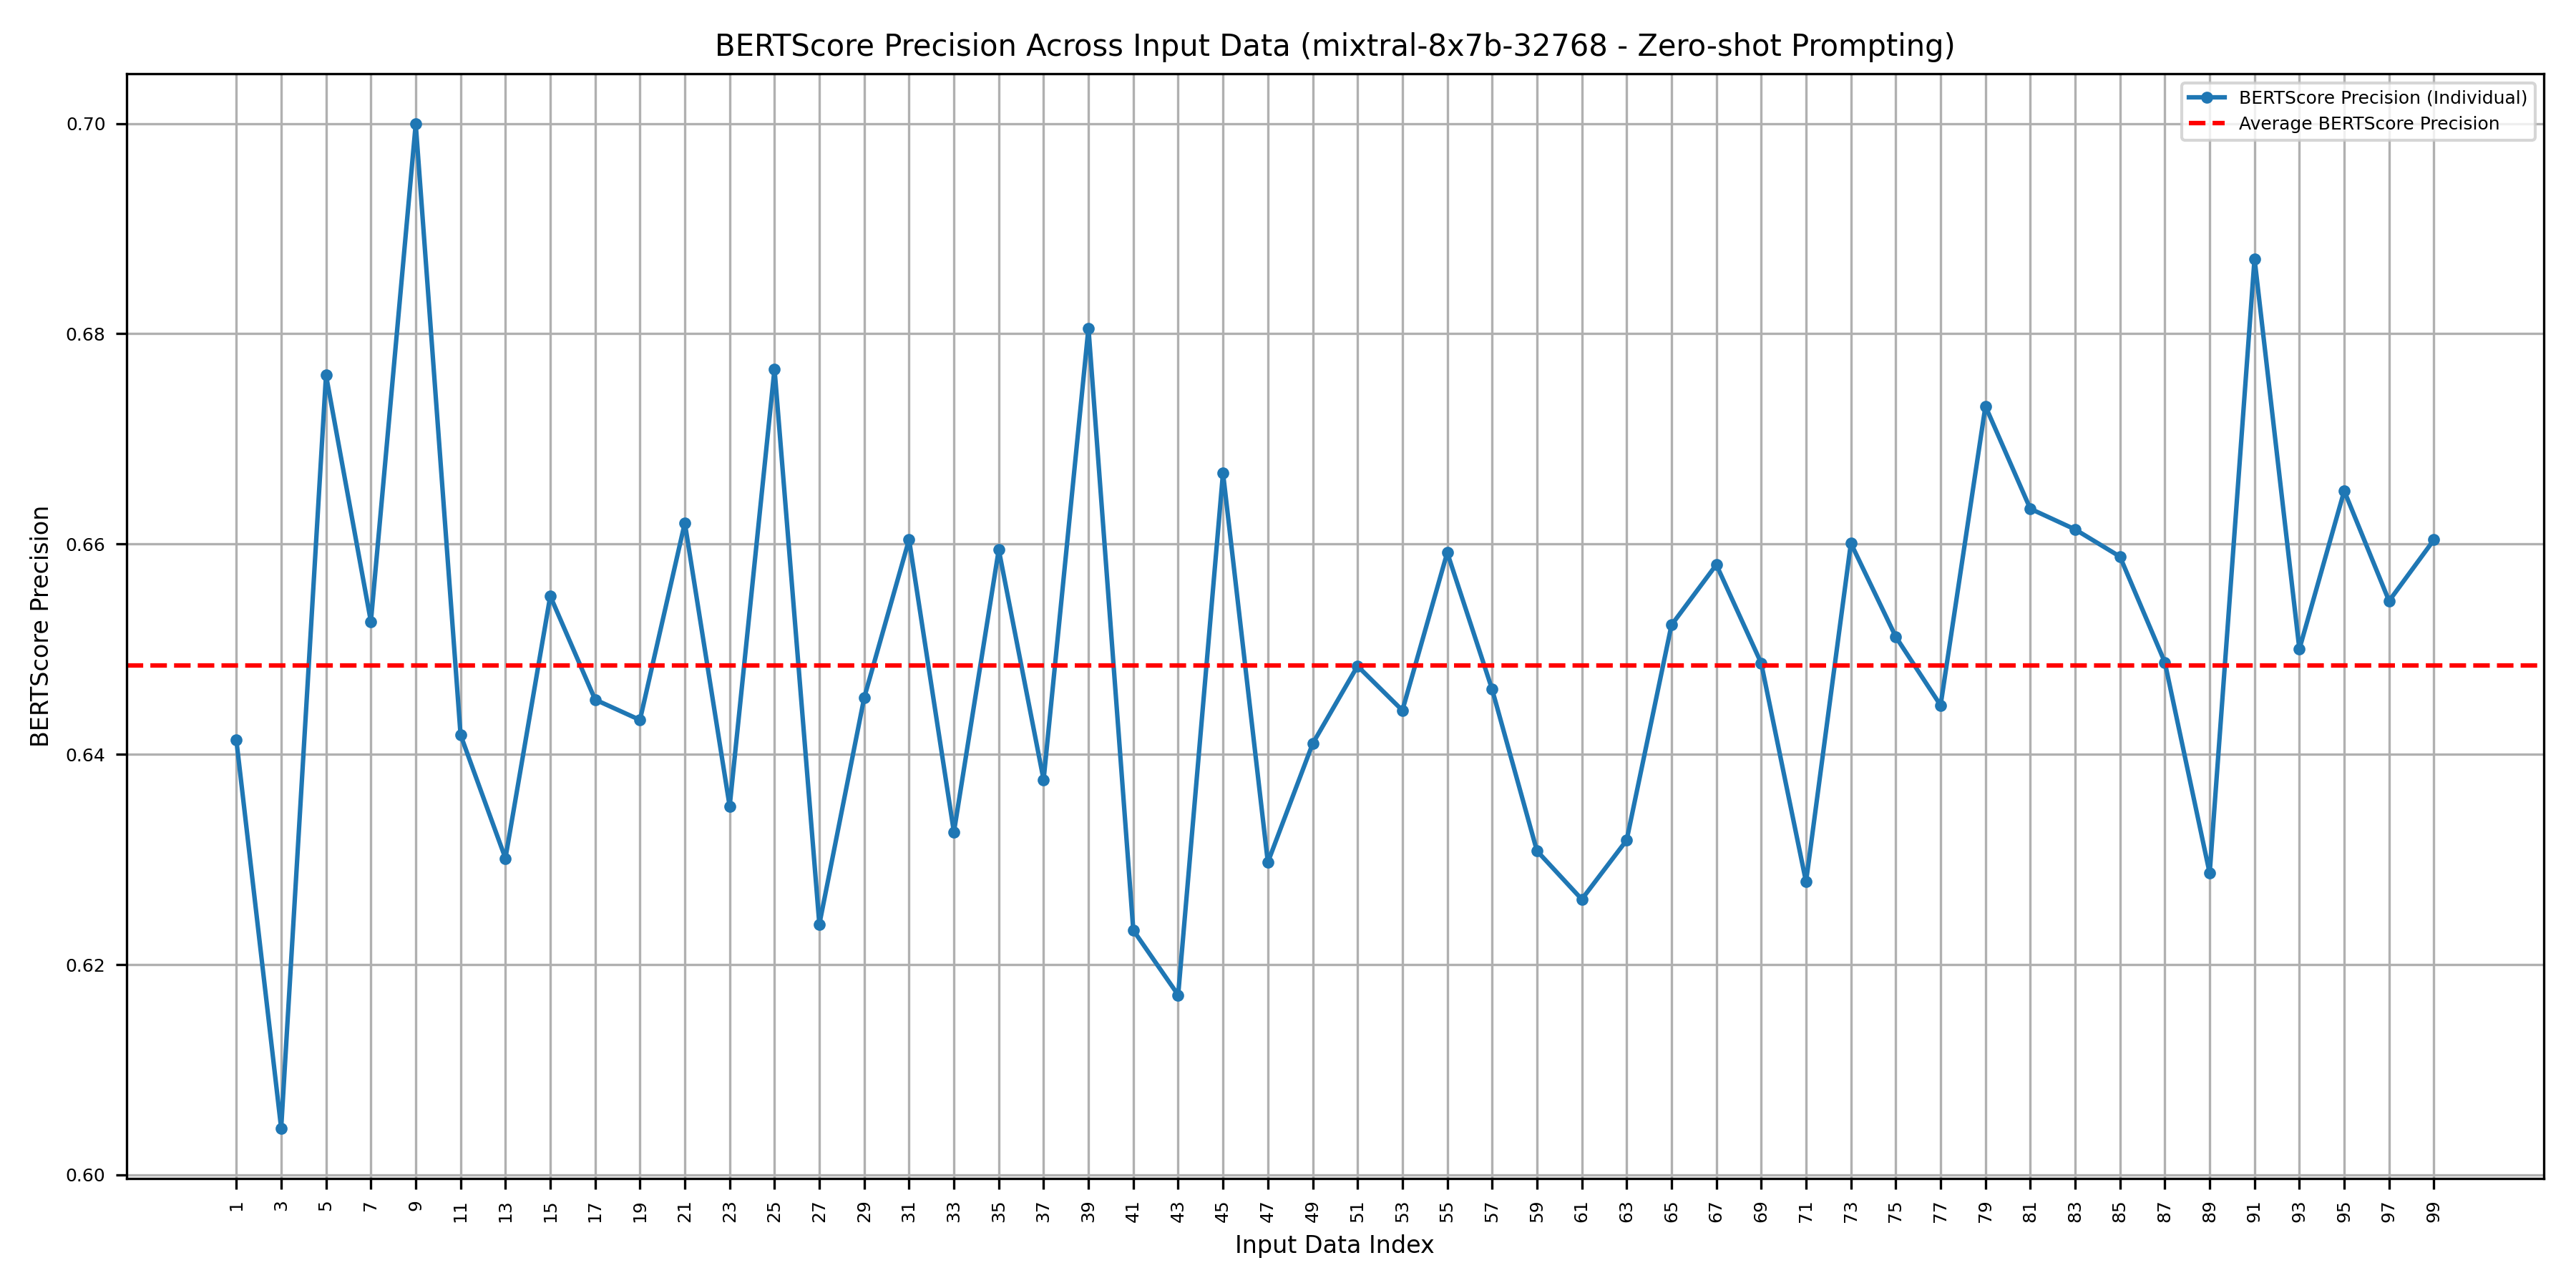 BERTScore Precision Across Input Data (mixtral-8x7b-32768 - Zero-shot Prompting)
BERTScore Precision (Individual)
Average BERTScore Precision
BERTScore Precision
0.70
0.68
0.66
0.64
0.62
0.60
1 3 5 7 9 11 13 15 17 19 21 23 25 27 29 31 33 35 37 39 41 43 45 47 49 51 53 55 57 59 61 63 65 67 69 71 73 75 77 79 81 83 85 87 89 91 93 95 97 99
Input Data Index